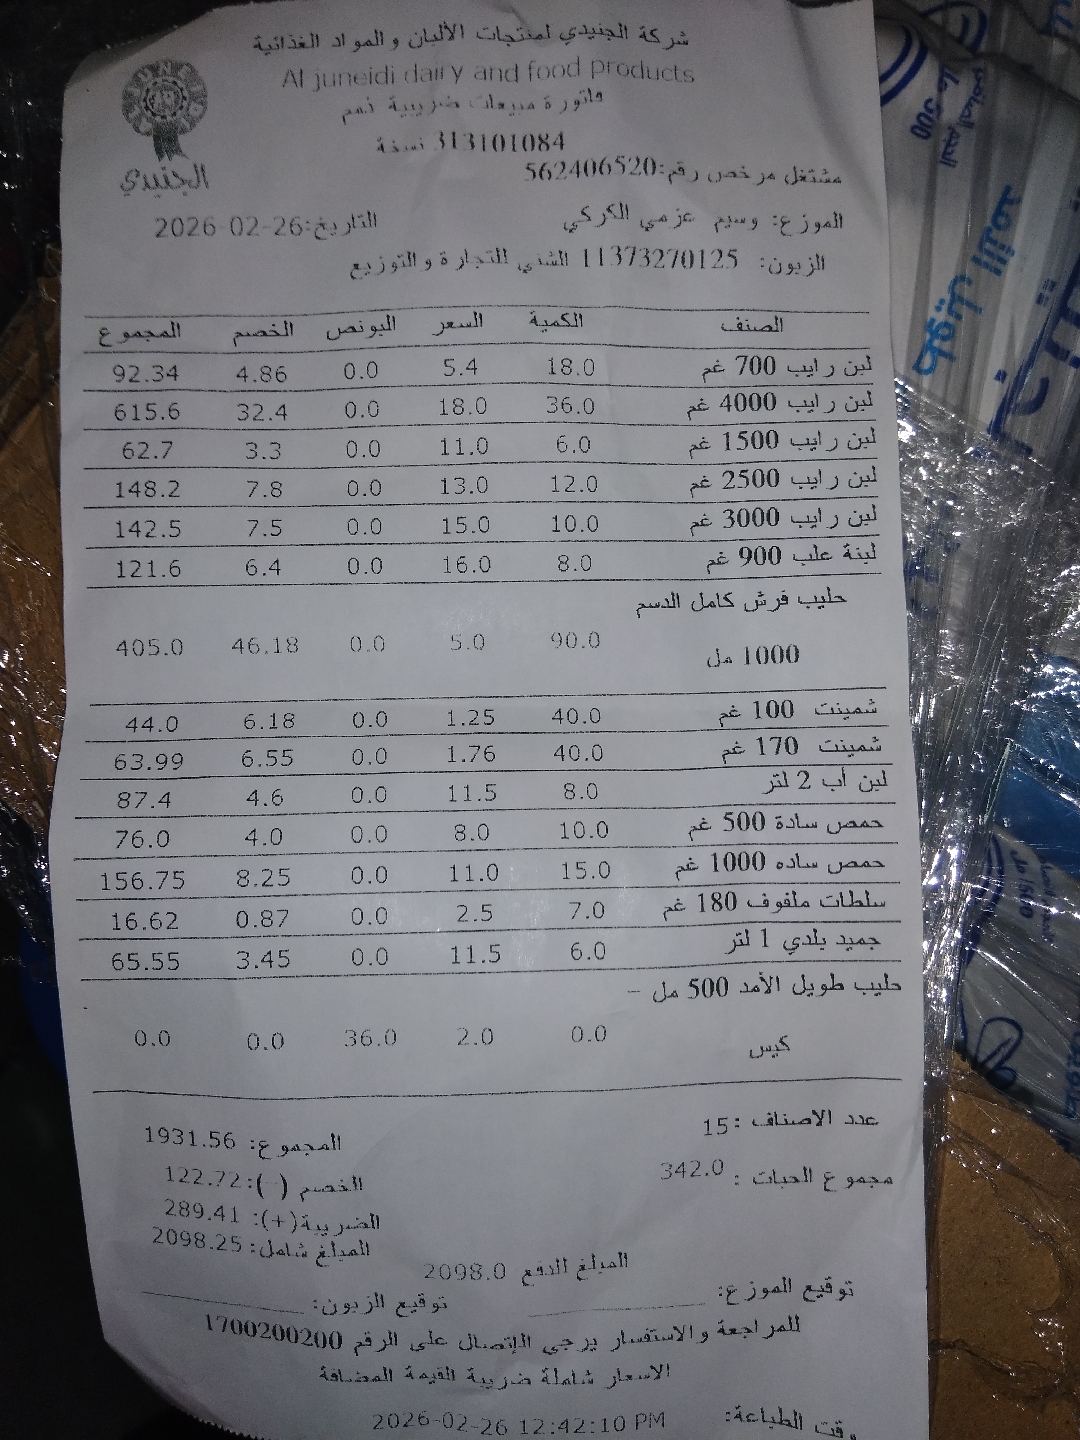 شركة الجنيدي لمنتجات الألبان والمواد الغذائية
Al juneidi dairy and food products
فاتورة مبيعات ضريبية ذمم
313101084 نسخة
الجنيدي
مشتغل مرخص رقم:562406520
الموزع: وسيم عزمي الكركي التاريخ:26-02-2026
الزبون: 11373270125 الشني للتجارة والتوزيع
الصنف الكمية السعر البونص الخصم المجموع
لبن رايب 700 غم 18.0 5.4 0.0 4.86 92.34
لبن رايب 4000 غم 36.0 18.0 0.0 32.4 615.6
لبن رايب 1500 غم 6.0 11.0 0.0 3.3 62.7
لبن رايب 2500 غم 12.0 13.0 0.0 7.8 148.2
لبن رايب 3000 غم 10.0 15.0 0.0 7.5 142.5
لبنة علب 900 غم 8.0 16.0 0.0 6.4 121.6
حليب فرش كامل الدسم
1000 مل 90.0 5.0 0.0 46.18 405.0
شمينت 100 غم 40.0 1.25 0.0 6.18 44.0
شمينت 170 غم 40.0 1.76 0.0 6.55 63.99
لبن أب 2 لتر 8.0 11.5 0.0 4.6 87.4
حمص سادة 500 غم 10.0 8.0 0.0 4.0 76.0
حمص ساده 1000 غم 15.0 11.0 0.0 8.25 156.75
سلطات ملفوف 180 غم 7.0 2.5 0.0 0.87 16.62
جميد بلدي 1 لتر 6.0 11.5 0.0 3.45 65.55
حليب طويل الأمد 500 مل -
كيس 0.0 2.0 36.0 0.0 0.0
عدد الاصناف :15 المجموع: 1931.56
مجموع الحبات : 342.0 الخصم (-):122.72
الضريبة(+): 289.41
المبلغ شامل: 2098.25
المبلغ الدفع 2098.0
توقيع الموزع: توقيع الزبون:
للمراجعة والاستفسار يرجي الإتصال على الرقم 1700200200
الاسعار شاملة ضريبة القيمة المضافة
وقت الطباعة: 2026-02-26 12:42:10 PM